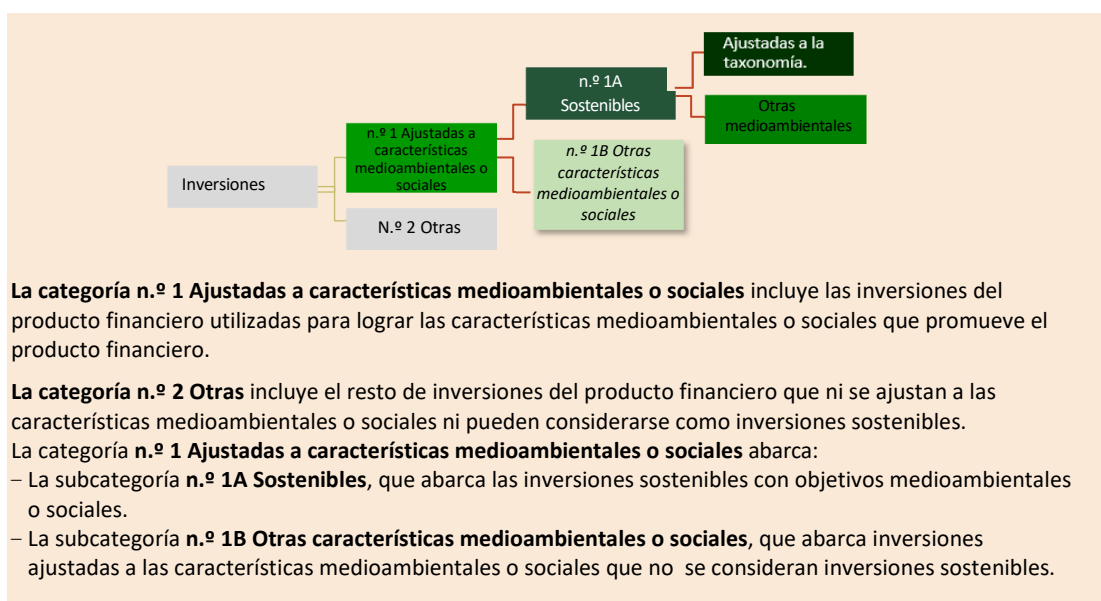 Ajustadas a la
taxonomía.
n.º 1A
Sostenibles
Otras
medioambientales
n.º 1 Ajustadas a
características
medioambientales o
sociales
n.º 1B Otras
características
medioambientales o
sociales
Inversiones
N.º 2 Otras
La categoría n.º 1 Ajustadas a características medioambientales o sociales incluye las inversiones del
producto financiero utilizadas para lograr las características medioambientales o sociales que promueve el
producto financiero.
La categoría n.º 2 Otras incluye el resto de inversiones del producto financiero que ni se ajustan a las
características medioambientales o sociales ni pueden considerarse como inversiones sostenibles.
La categoría n.º 1 Ajustadas a características medioambientales o sociales abarca:
– La subcategoría n.º 1A Sostenibles, que abarca las inversiones sostenibles con objetivos medioambientales
o sociales.
– La subcategoría n.º 1B Otras características medioambientales o sociales, que abarca inversiones
ajustadas a las características medioambientales o sociales que no se consideran inversiones sostenibles.